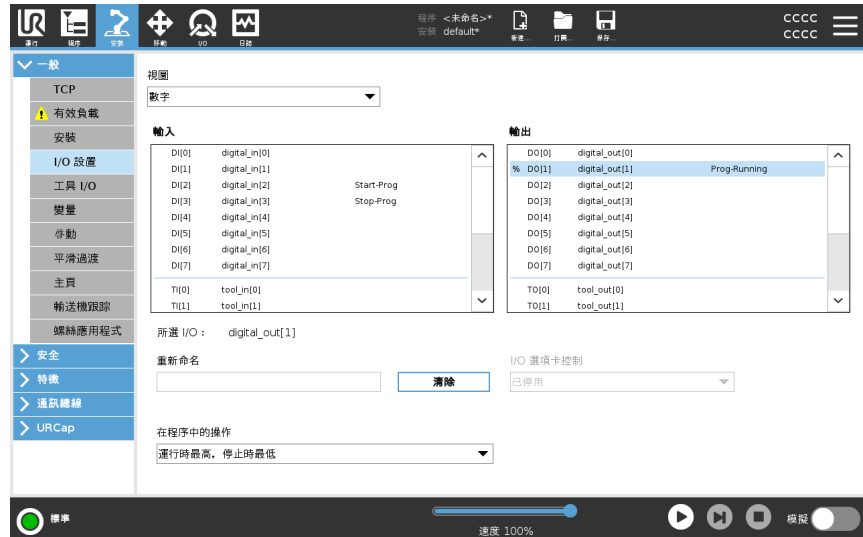 程序 <未命名>*
安裝 default*
新建... 打開... 保存...
CCCC
CCCC
運行 程序 安裝 移動 I/O 日誌
一般
TCP
有效負載
安裝
I/O 設置
工具 I/O
變量
啓動
平滑過渡
主頁
輸送機跟踪
螺絲應用程式
安全
特徵
通訊總線
URCap
視圖
數字
輸入
DI[0] digital_in[0]
DI[1] digital_in[1]
DI[2] digital_in[2] Start-Prog
DI[3] digital_in[3] Stop-Prog
DI[4] digital_in[4]
DI[5] digital_in[5]
DI[6] digital_in[6]
DI[7] digital_in[7]
TI[0] tool_in[0]
TI[1] tool_in[1]
輸出
DO[0] digital_out[0]
% DO[1] digital_out[1] Prog-Running
DO[2] digital_out[2]
DO[3] digital_out[3]
DO[4] digital_out[4]
DO[5] digital_out[5]
DO[6] digital_out[6]
DO[7] digital_out[7]
TO[0] tool_out[0]
TO[1] tool_out[1]
所選 I/O： digital_out[1]
重新命名
清除
I/O 選項卡控制
已停用
在程序中的操作
運行時最高，停止時最低
標準
速度 100%
模擬